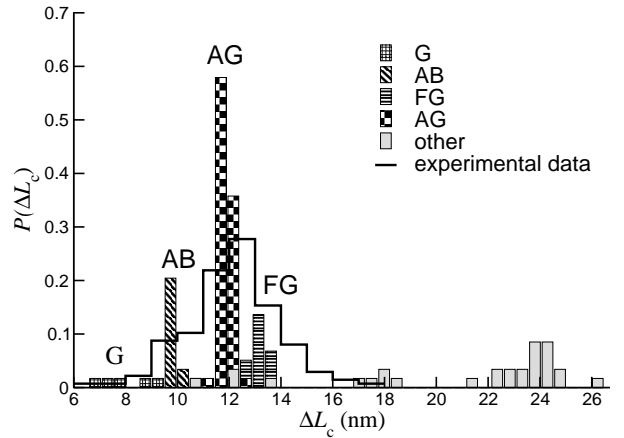 0.7
0.6
0.5
0.4
0.3
0.2
0.1
0
P(ΔLc)
AG
AB
FG
G
G
AB
FG
AG
other
experimental data
6 8 10 12 14 16 18 20 22 24 26
ΔLc (nm)